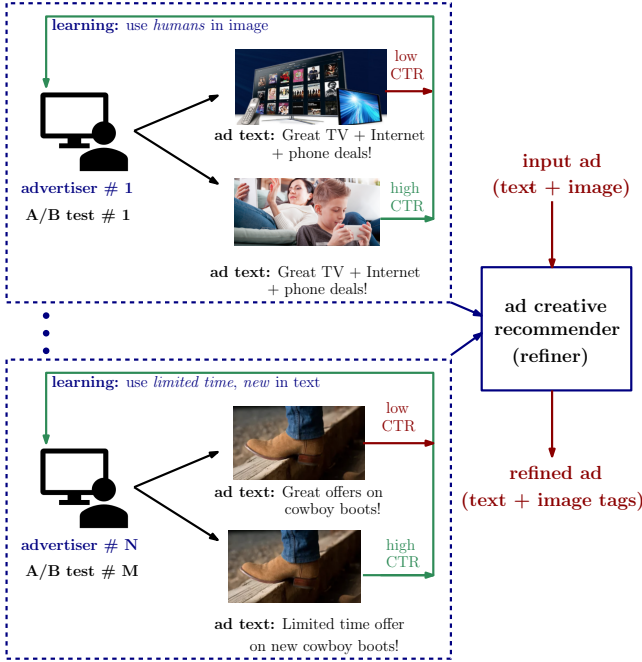 learning: use humans in image
low
CTR
ad text: Great TV + Internet
+ phone deals!
advertiser # 1
A/B test # 1
high
CTR
ad text: Great TV + Internet
+ phone deals!
learning: use limited time, new in text
low
CTR
ad text: Great offers on
cowboy boots!
advertiser # N
A/B test # M
high
CTR
ad text: Limited time offer
on new cowboy boots!
input ad
(text + image)
ad creative
recommender
(refiner)
refined ad
(text + image tags)